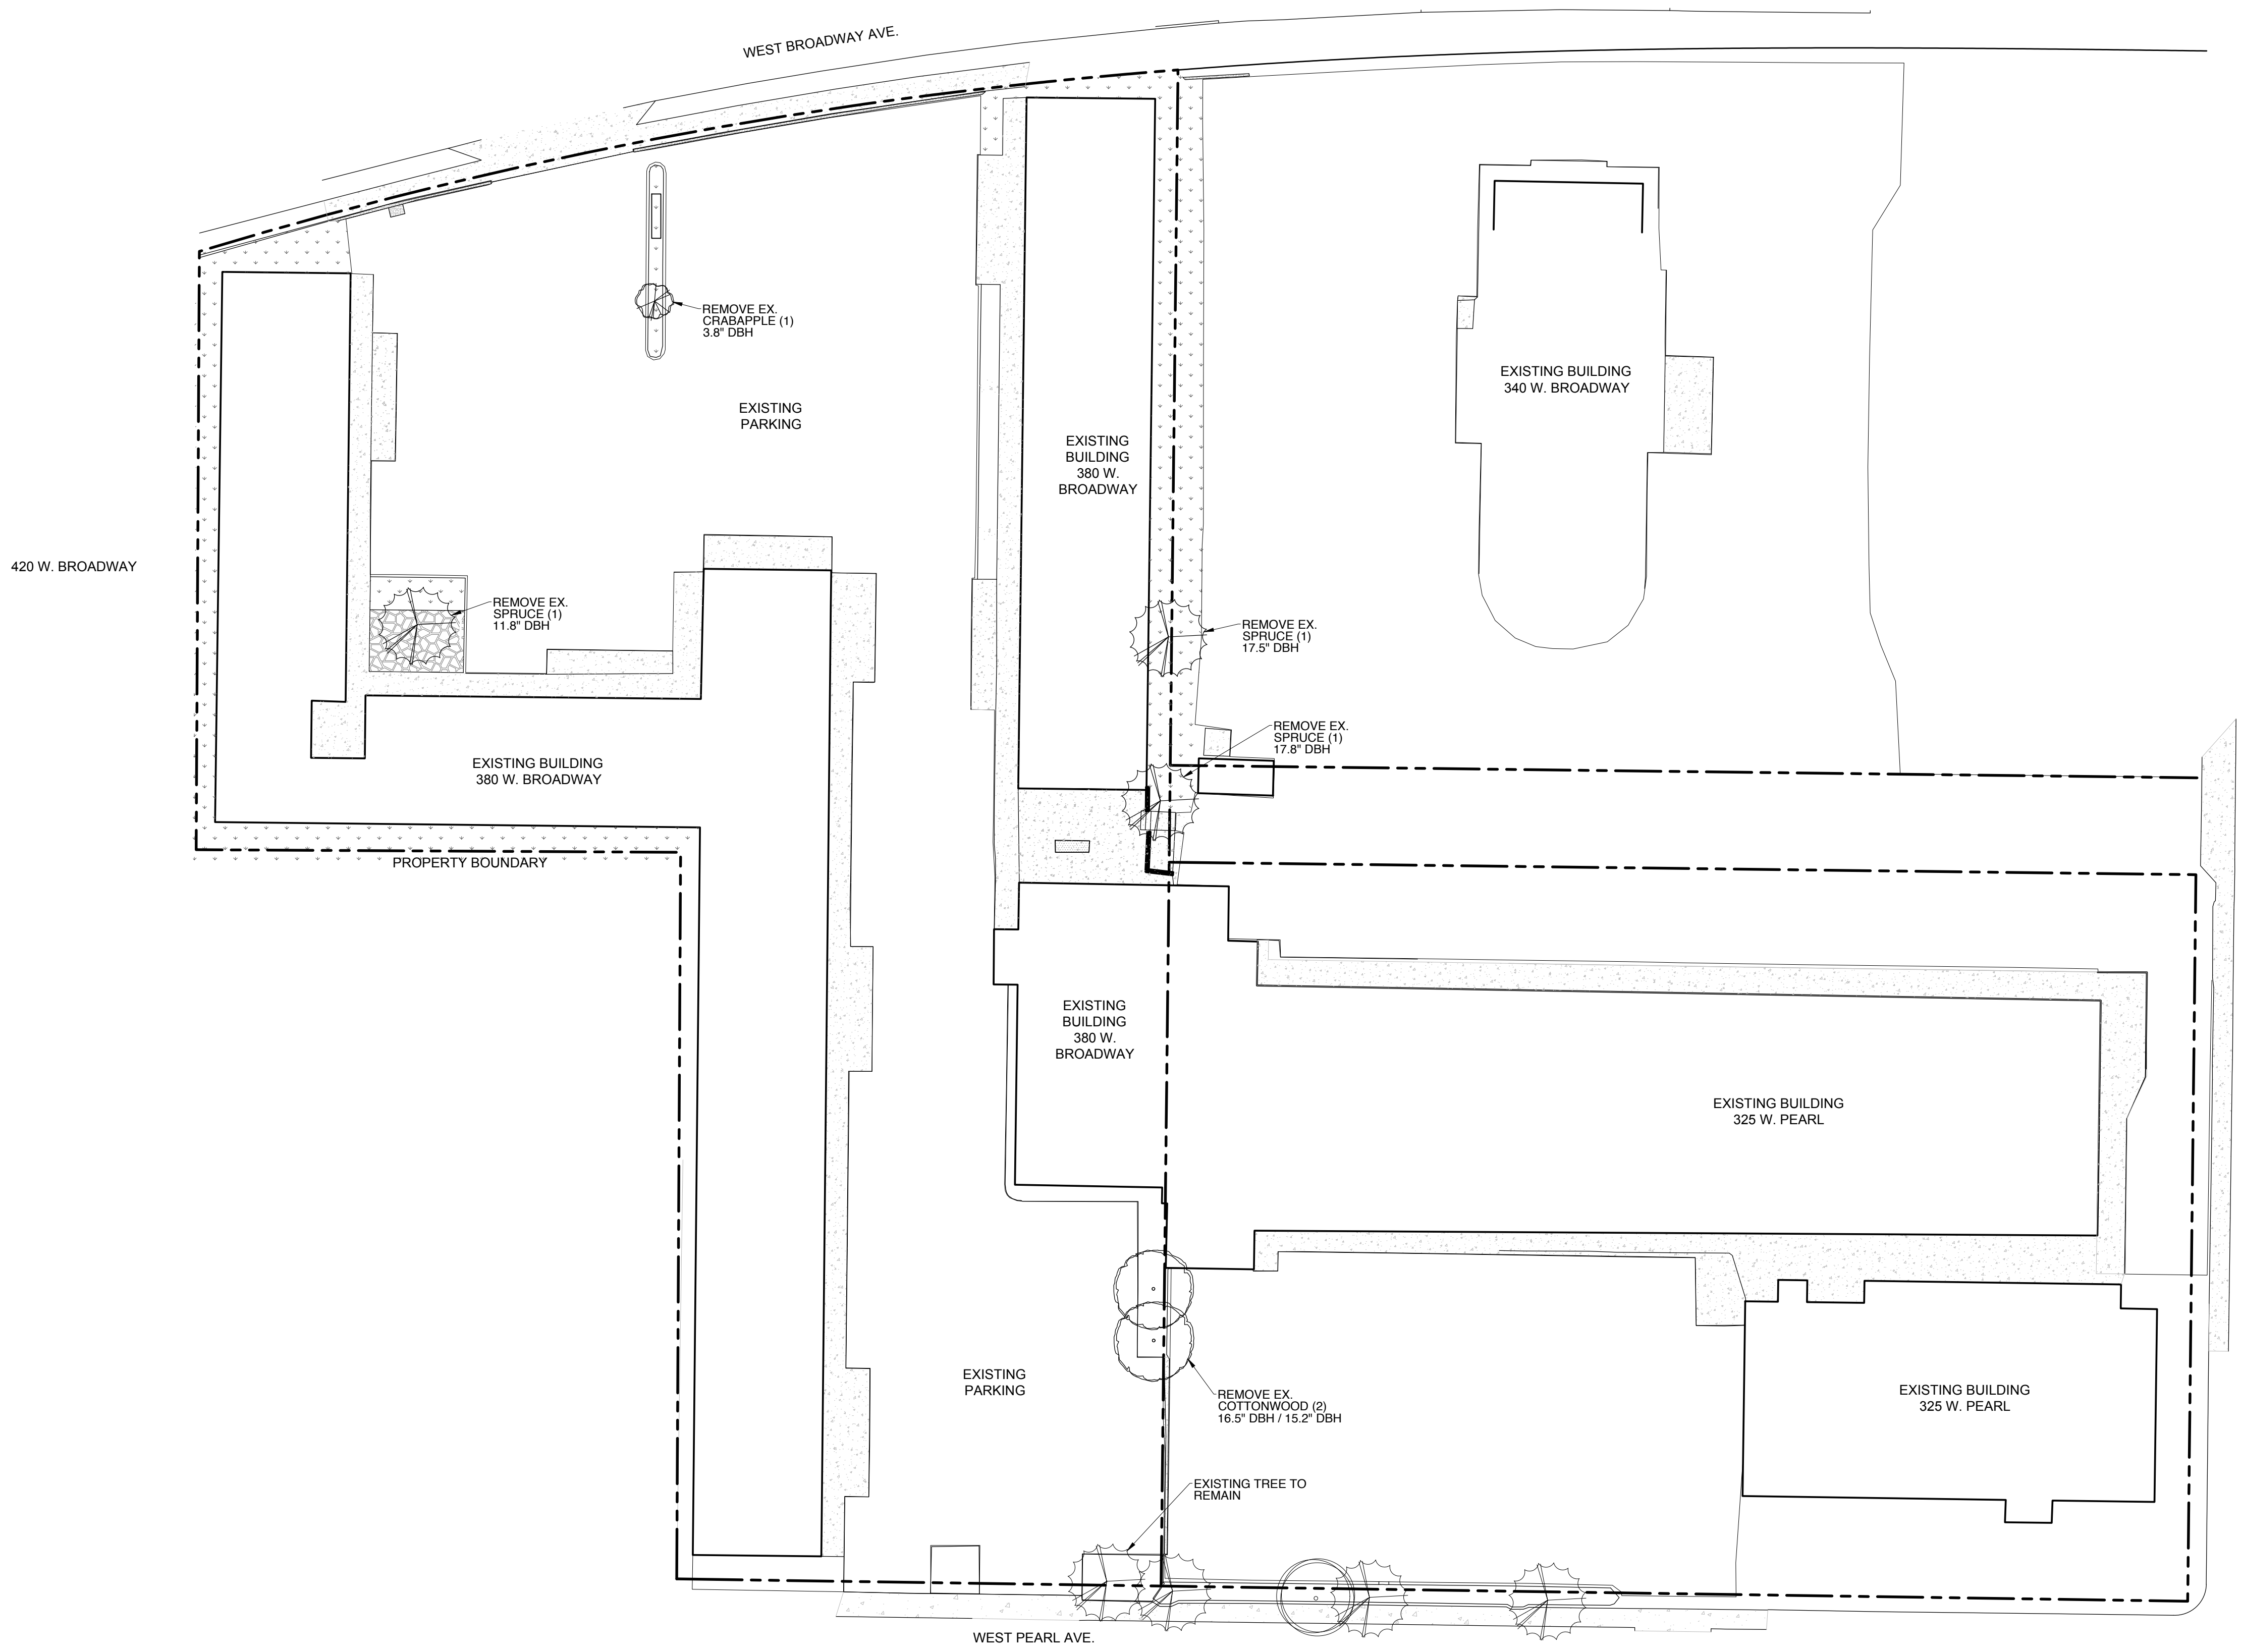 WEST BROADWAY AVE.
REMOVE EX.
CRABAPPLE (1)
3.8" DBH
EXISTING BUILDING
340 W. BROADWAY
EXISTING
PARKING
EXISTING
BUILDING
380 W.
BROADWAY
420 W. BROADWAY
REMOVE EX.
SPRUCE (1)
11.8" DBH
REMOVE EX.
SPRUCE (1)
17.5" DBH
REMOVE EX.
SPRUCE (1)
17.8" DBH
EXISTING BUILDING
380 W. BROADWAY
PROPERTY BOUNDARY
EXISTING
BUILDING
380 W.
BROADWAY
EXISTING BUILDING
325 W. PEARL
EXISTING
PARKING
REMOVE EX.
COTTONWOOD (2)
16.5" DBH / 15.2" DBH
EXISTING BUILDING
325 W. PEARL
EXISTING TREE TO
REMAIN
WEST PEARL AVE.